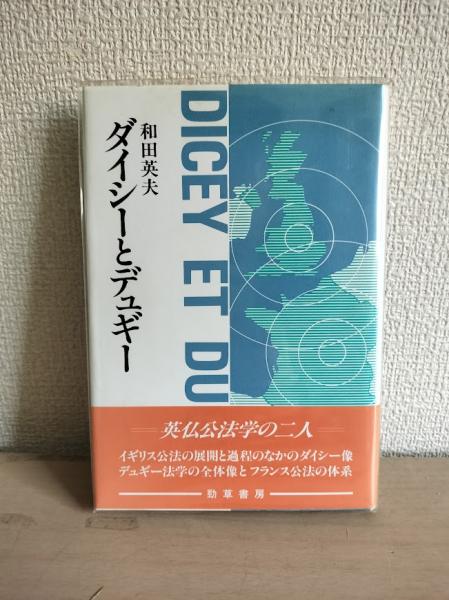 和田英夫
ダイシーとデュギー
DICEY ET DU
英仏公法学の二人
イギリス公法の展開と過程のなかのダイシー像
デュギー法学の全体像とフランス公法の体系
勁草書房